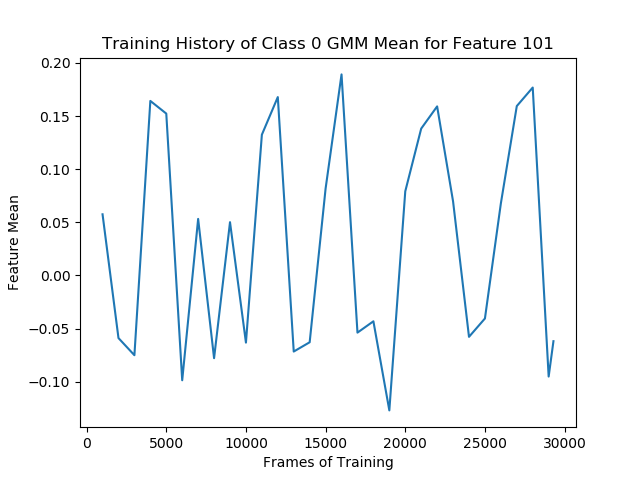 Training History of Class 0 GMM Mean for Feature 101
0.20
0.15
0.10
0.05
0.00
−0.05
−0.10
Feature Mean
0 5000 10000 15000 20000 25000 30000
Frames of Training